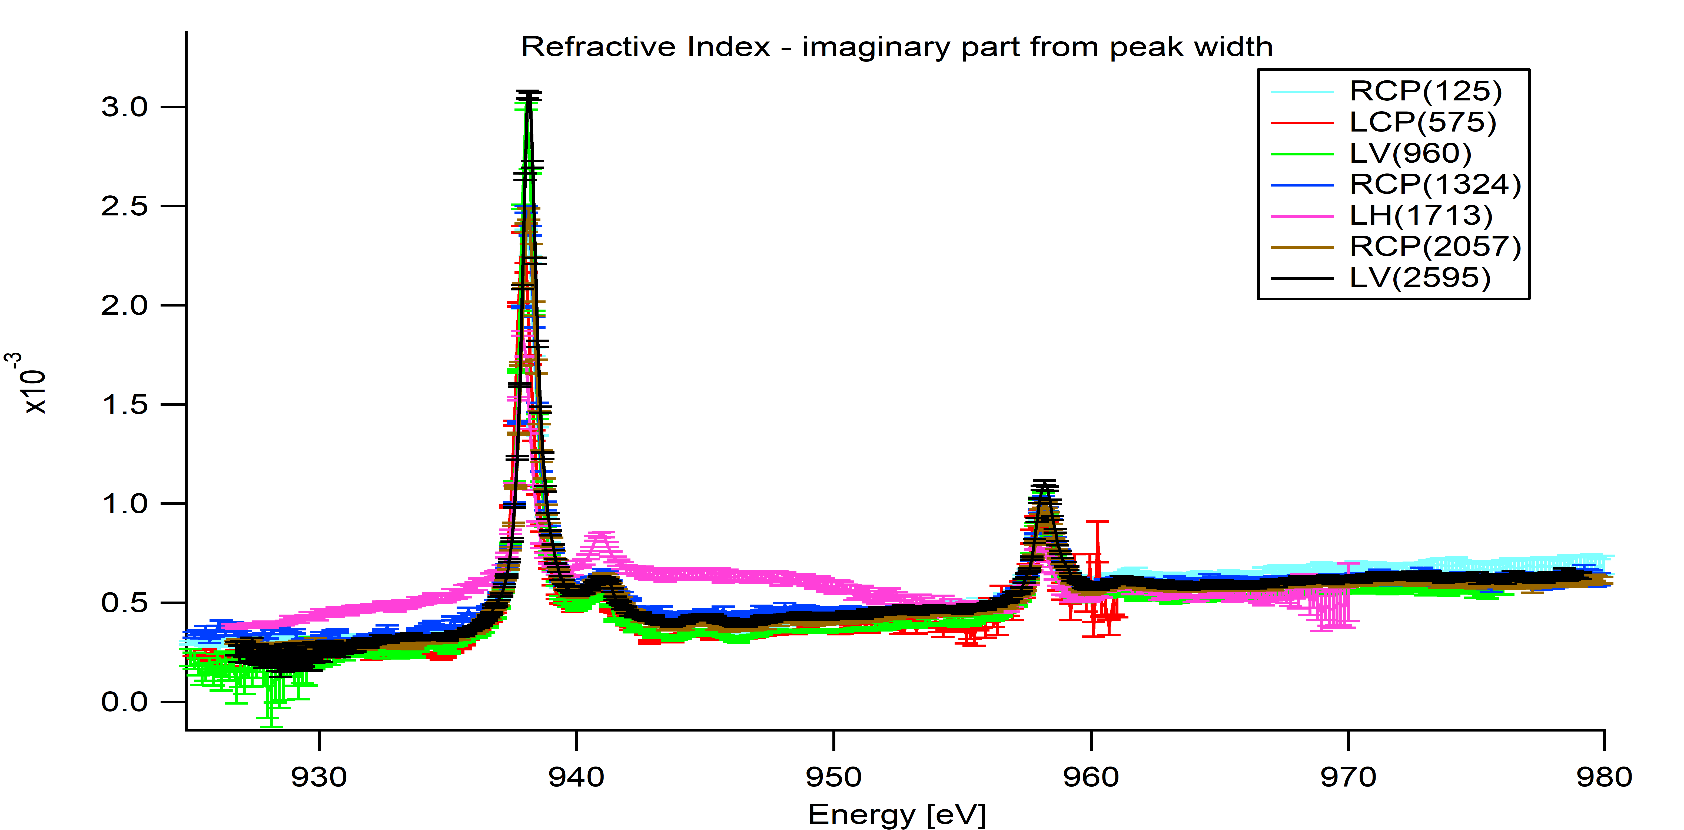 Refractive Index - imaginary part from peak width
RCP(125)
LCP(575)
LV(960)
RCP(1324)
LH(1713)
RCP(2057)
LV(2595)
3.0
2.5
2.0
1.5
1.0
0.5
0.0
x10-3
930 940 950 960 970 980
Energy [eV]